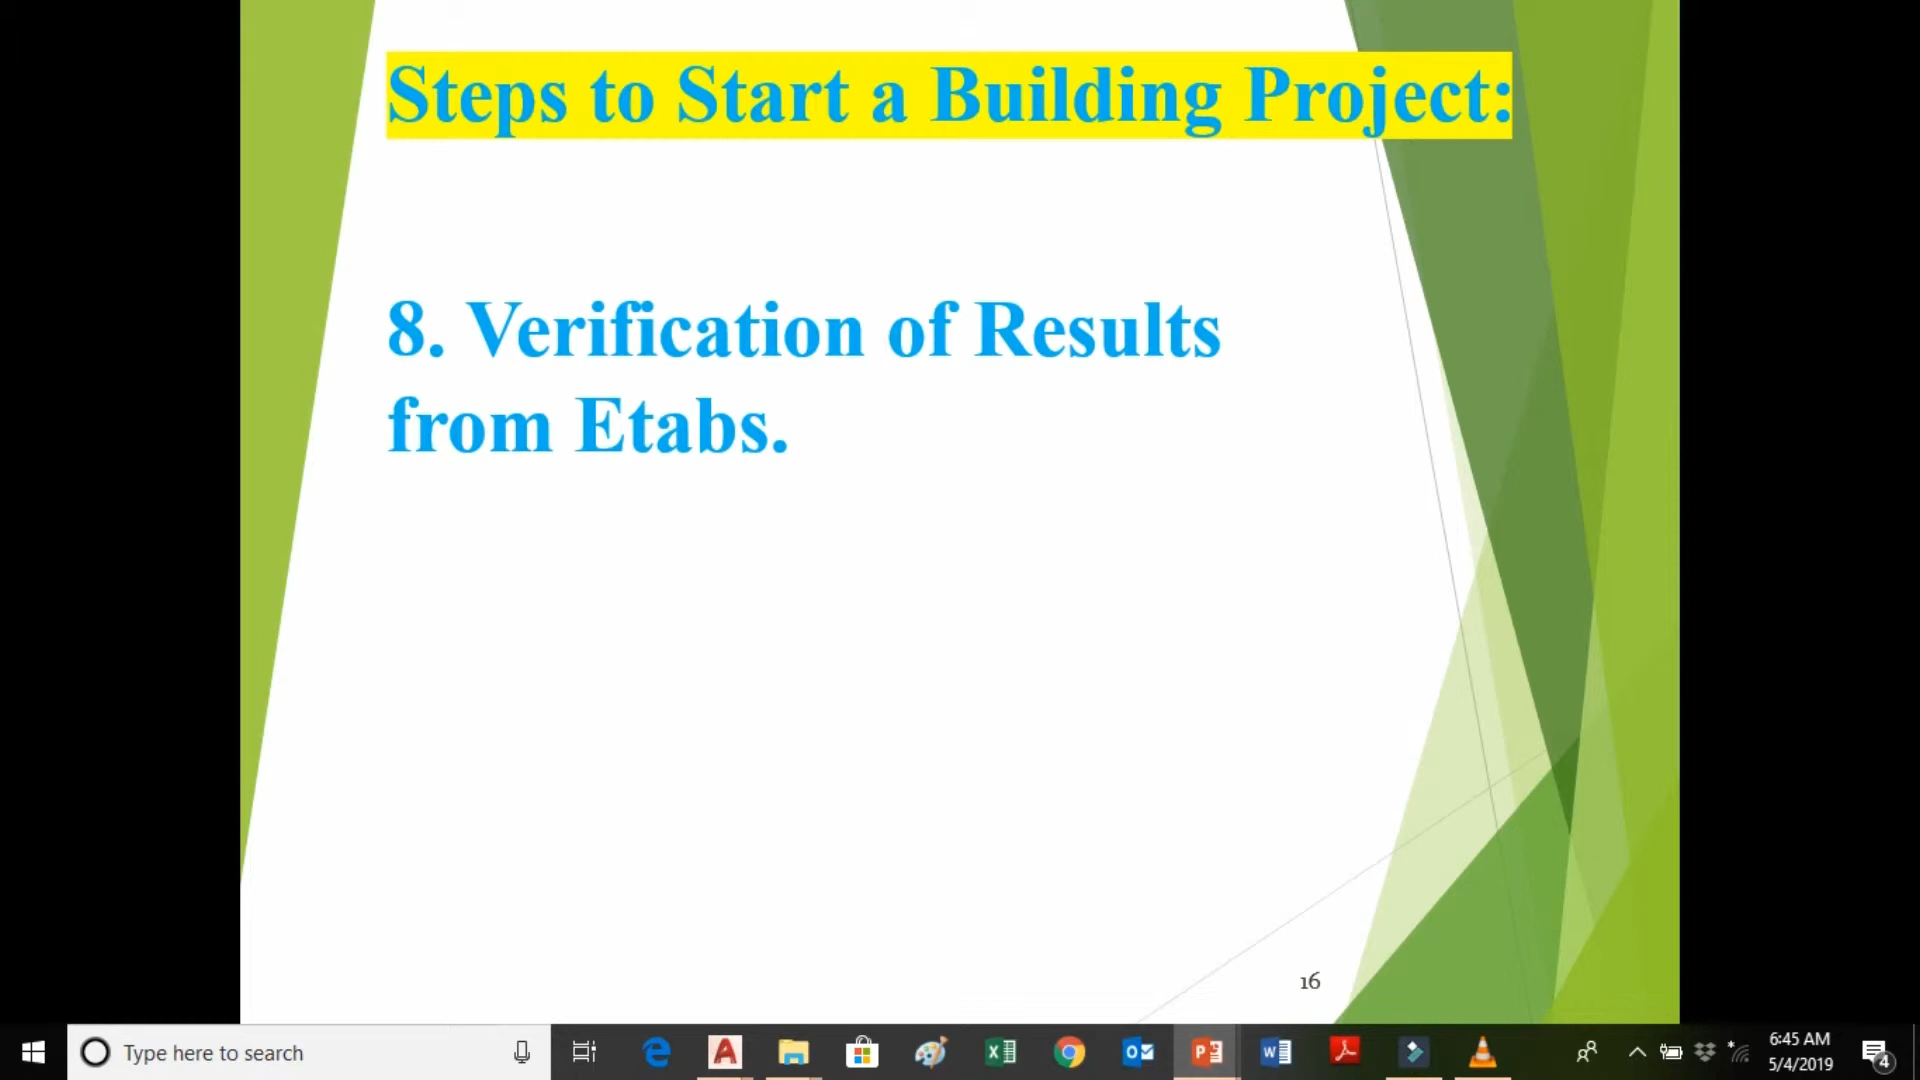 Steps to Start a Building Project:
8. Verification of Results
from Etabs.
16
Type here to search
6:45 AM
5/4/2019
4